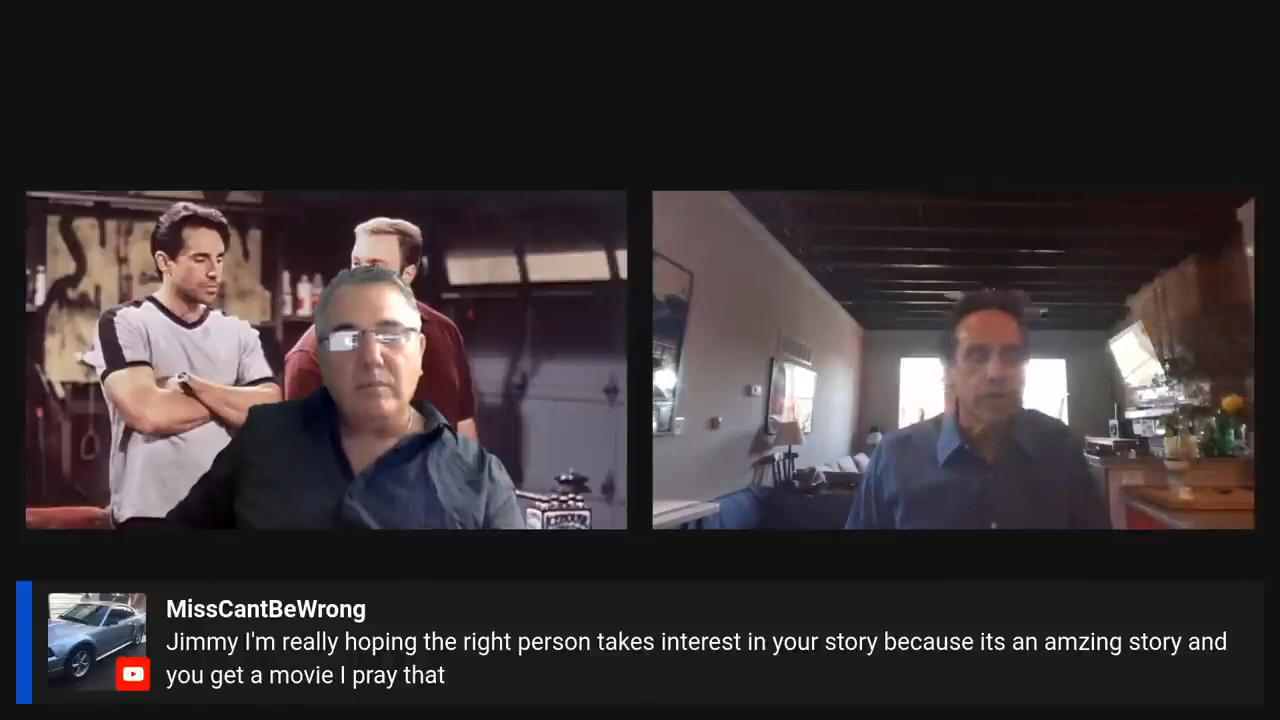 MissCantBeWrong
Jimmy I'm really hoping the right person takes interest in your story because its an amzing story and
you get a movie I pray that